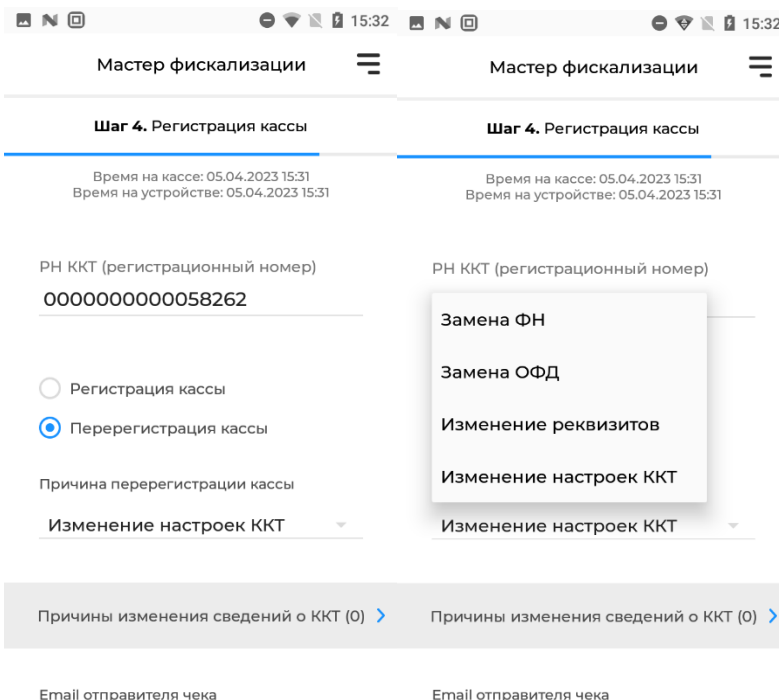 15:32
Мастер фискализации
Шаг 4. Регистрация кассы
Время на кассе: 05.04.2023 15:31
Время на устройстве: 05.04.2023 15:31
РН ККТ (регистрационный номер)
0000000000058262
Регистрация кассы
Перерегистрация кассы
Причина перерегистрации кассы
Изменение настроек ККТ
Причины изменения сведений о ККТ (0)
Email отправителя чека
15:32
Мастер фискализации
Шаг 4. Регистрация кассы
Время на кассе: 05.04.2023 15:31
Время на устройстве: 05.04.2023 15:31
РН ККТ (регистрационный номер)
Замена ФН
Замена ОФД
Изменение реквизитов
Изменение настроек ККТ
Изменение настроек ККТ
Причины изменения сведений о ККТ (0)
Email отправителя чека